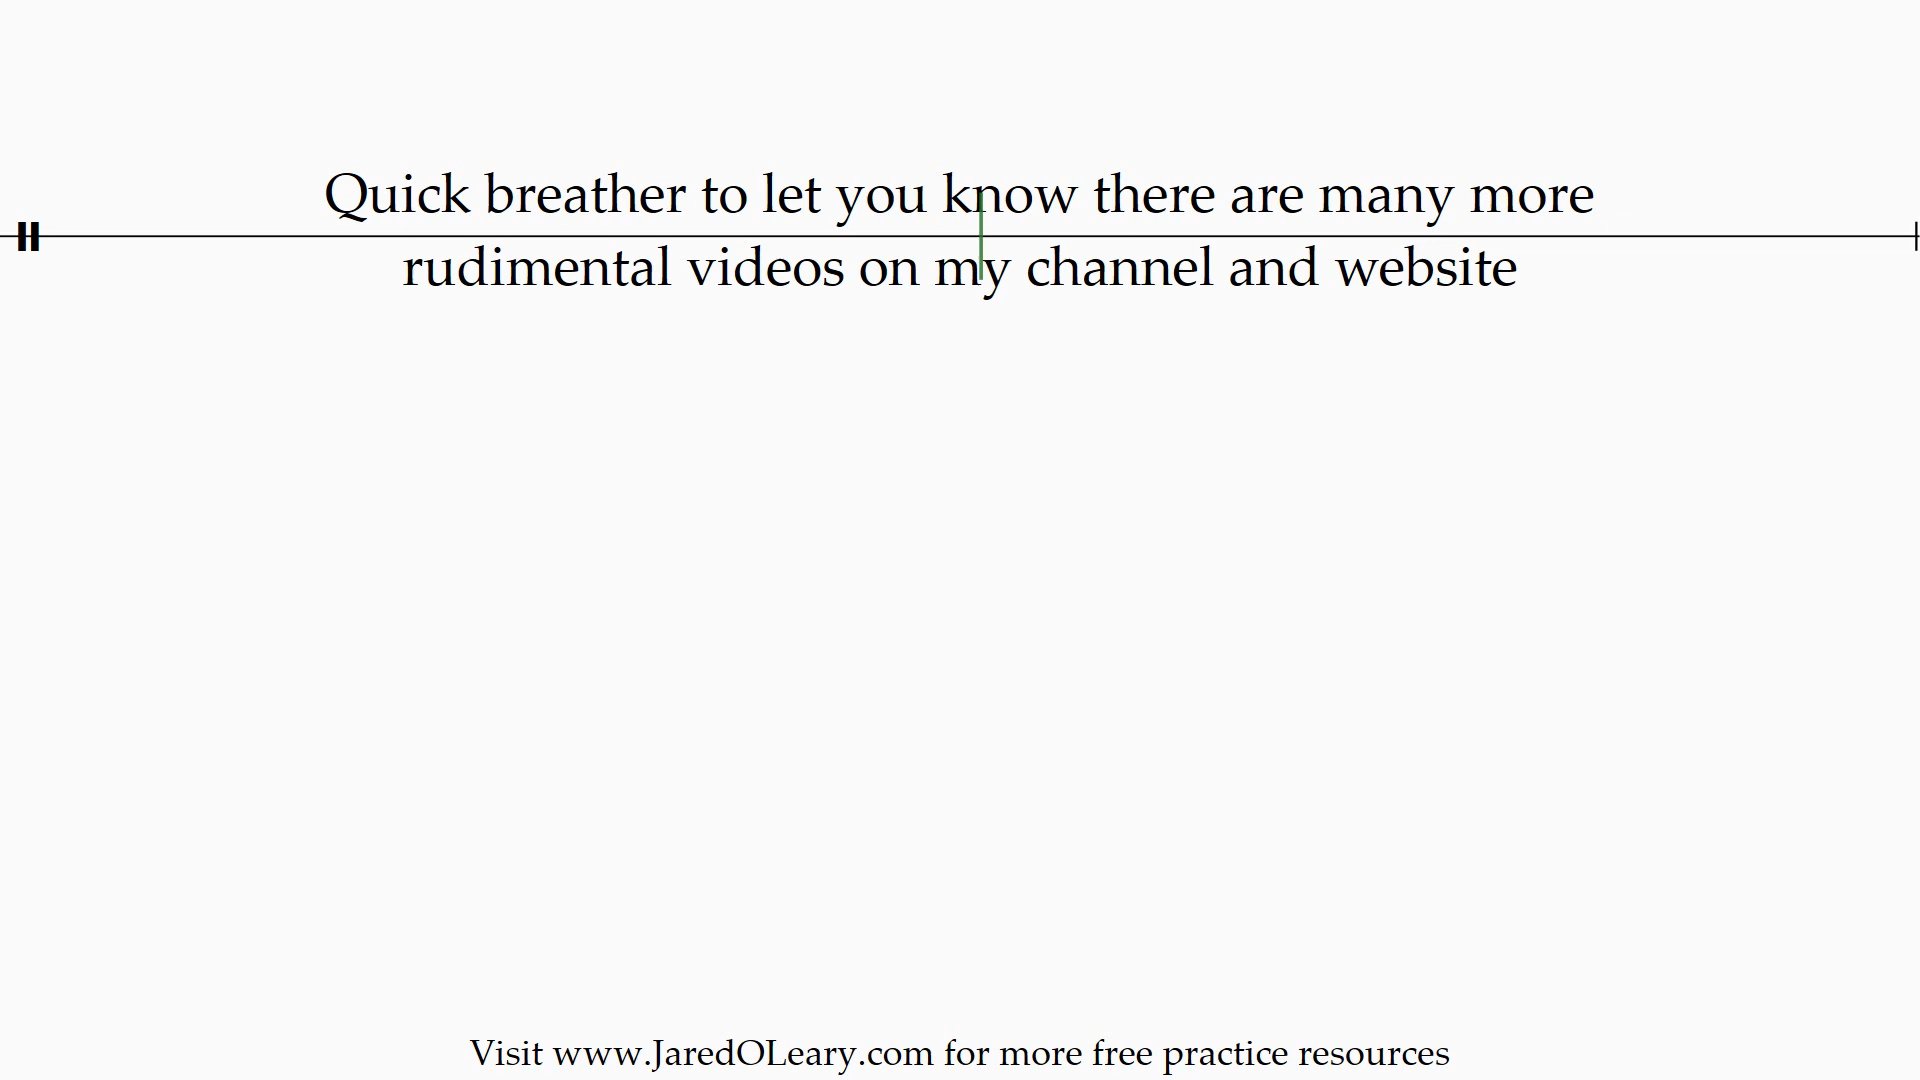 Quick breather to let you know there are many more
rudimental videos on my channel and website
Visit www.JaredOLeary.com for more free practice resources